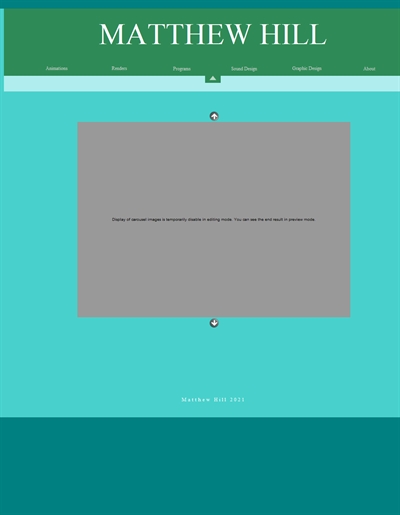 MATTHEW HILL
Animations Renders Programs Sound Design Graphic Design About
Display of carousel images is temporarily disable in editing mode. You can see the end result in preview mode
Matthew Hill 2021